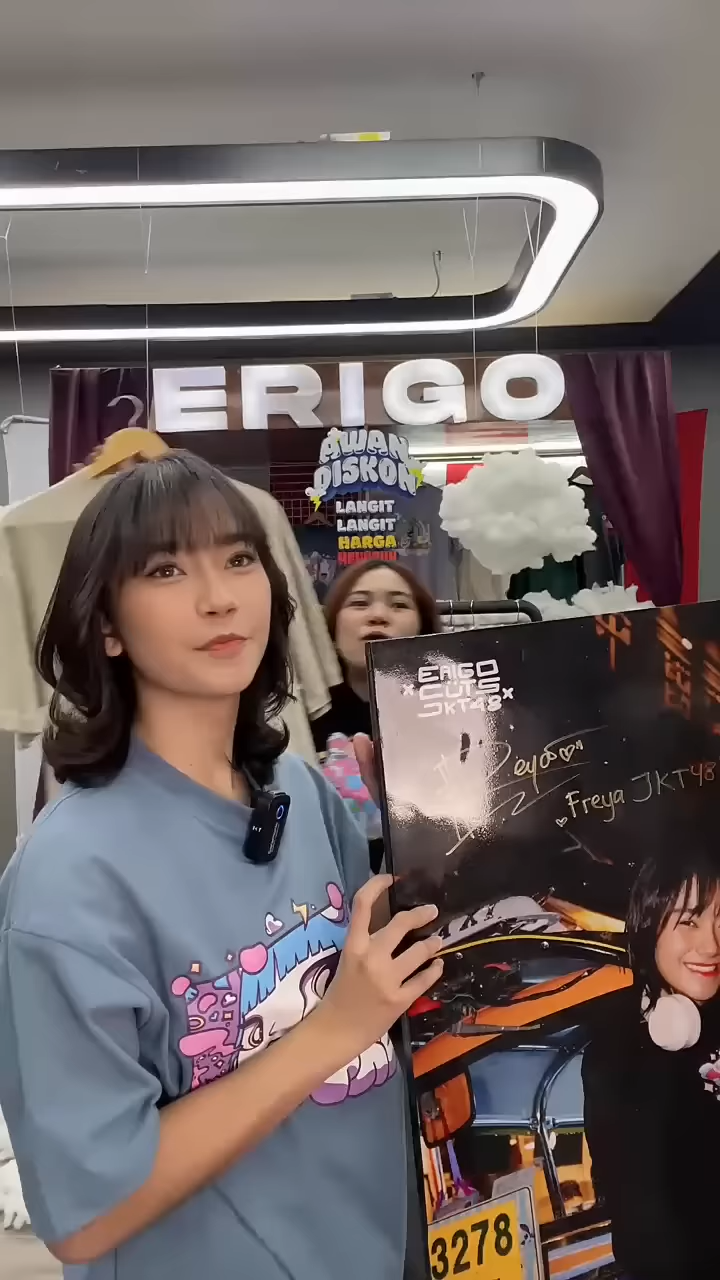 ERIGO
AWAN
DISKON
LANGIT
LANGIT
HARGA
ERIGO
CUTS
JKT48
Freya JKT48
3278